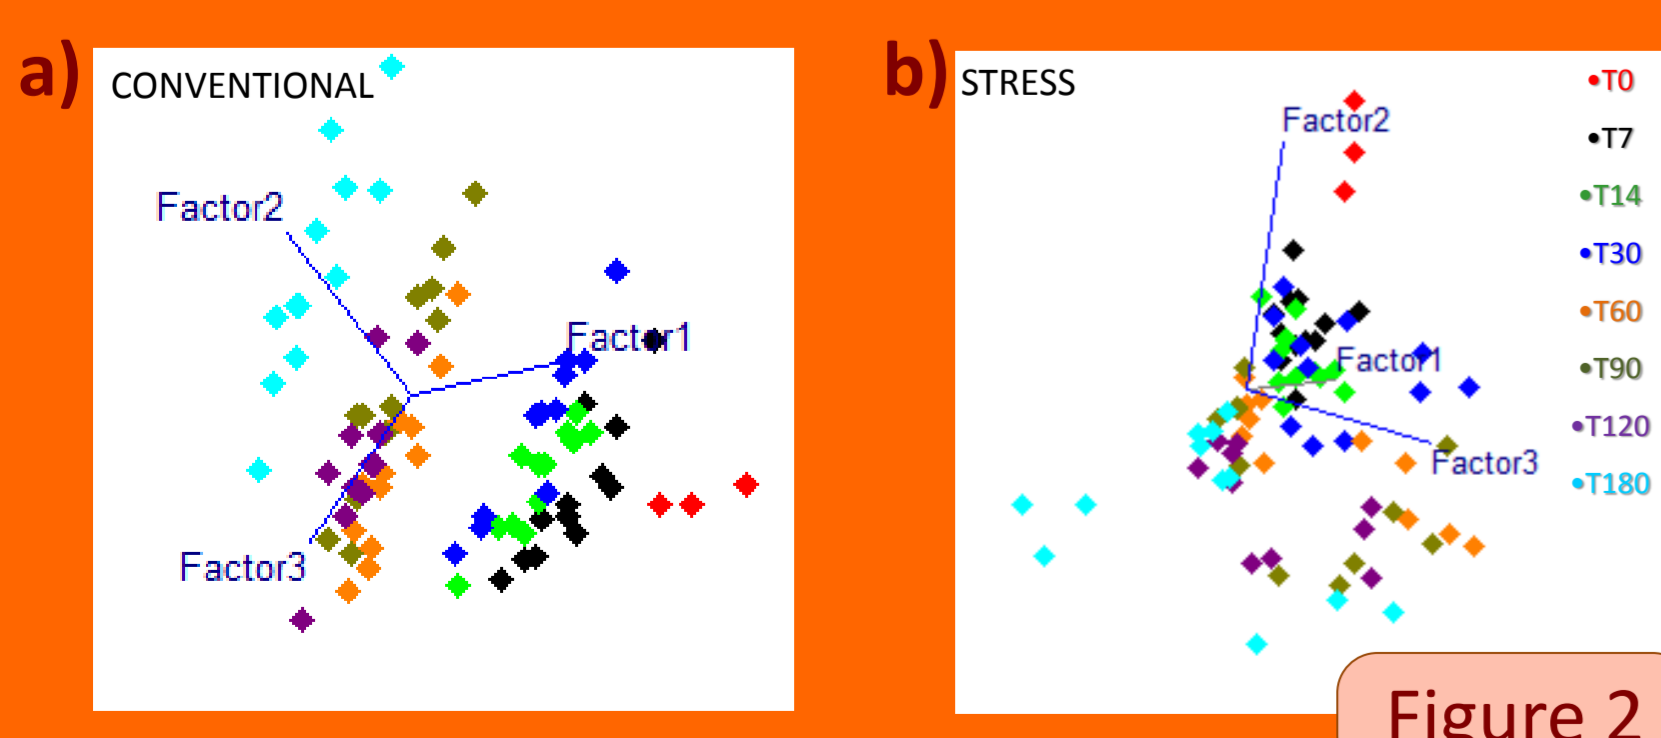 a)
CONVENTIONAL
Factor2
Factor1
Factor3
b)
STRESS
Factor2
Factor1
Factor3
•T0
•T7
•T14
•T30
•T60
•T90
•T120
•T180
Figure 2